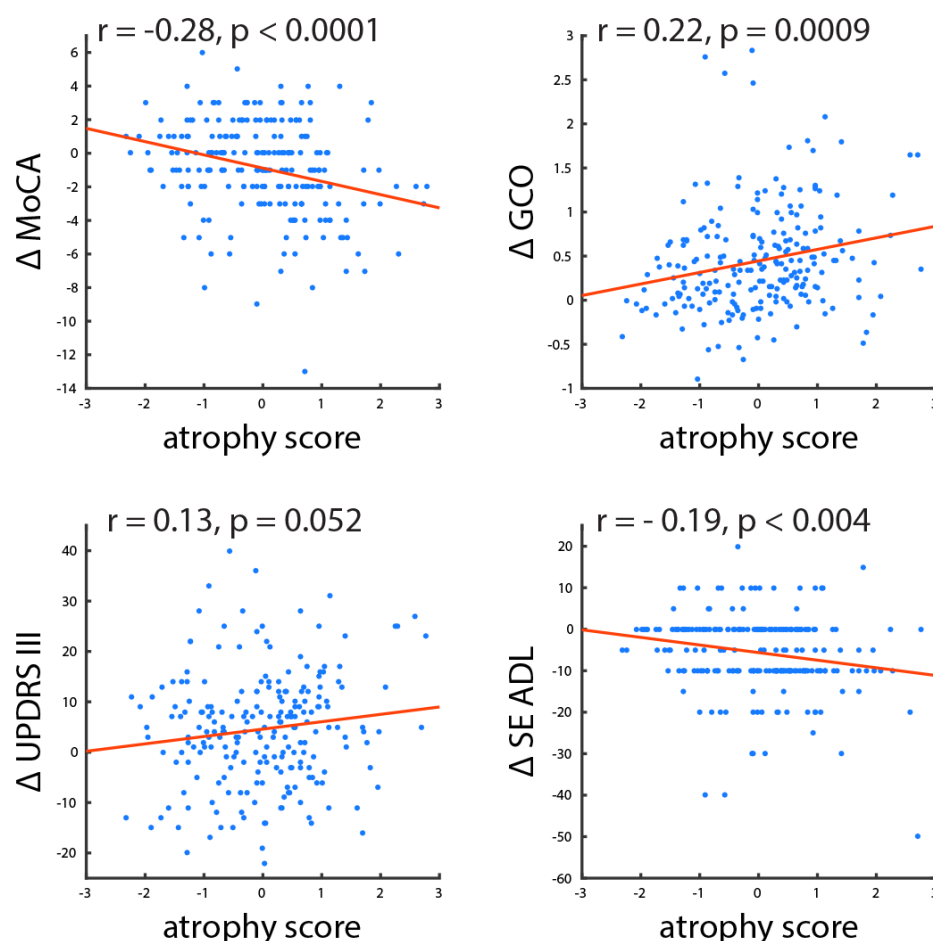 r = -0.28, p < 0.0001
6
4
2
0
-2
-4
-6
-8
-10
-12
-14
Δ MoCA
-3 -2 -1 0 1 2 3
atrophy score
r = 0.22, p = 0.0009
3
2.5
2
1.5
1
0.5
0
-0.5
-1
Δ GCO
-3 -2 -1 0 1 2 3
atrophy score
r = 0.13, p = 0.052
40
30
20
10
0
-10
-20
Δ UPDRS III
-3 -2 -1 0 1 2 3
atrophy score
r = - 0.19, p < 0.004
20
10
0
-10
-20
-30
-40
-50
-60
Δ SE ADL
-3 -2 -1 0 1 2 3
atrophy score